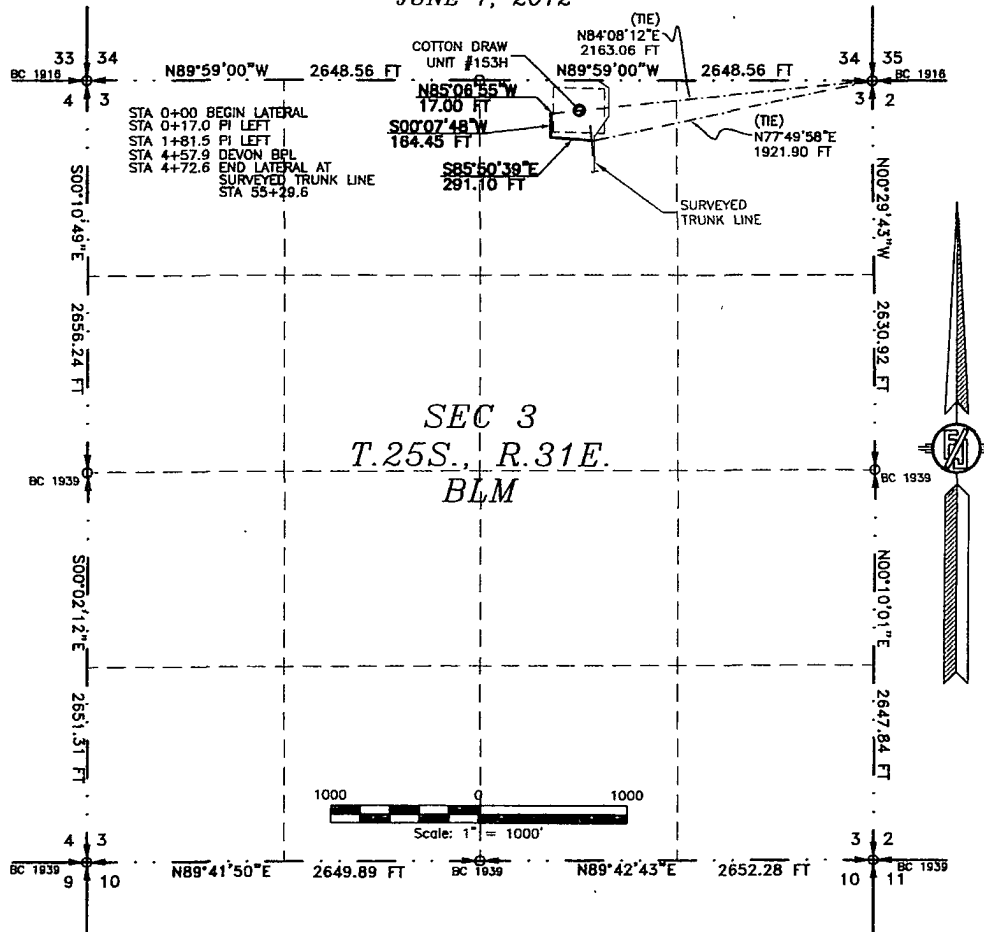 JUNE 7, 2012
(TIE)
N84°08'12"E
2163.06 FT
COTTON DRAW
UNIT #153H
33 34
34 35
BC 1916
N89°59'00"W 2648.56 FT
N89°59'00"W 2648.56 FT
BC 1916
4 3
3 2
N85°06'55"W
17.00 FT
S00°07'48"W
164.45 FT
S85°50'39"E
291.10 FT
(TIE)
N77°49'58"E
1921.90 FT
STA 0+00 BEGIN LATERAL
STA 0+17.0 PI LEFT
STA 1+81.5 PI LEFT
STA 4+57.9 DEVON BPL
STA 4+72.6 END LATERAL AT
SURVEYED TRUNK LINE
STA 55+29.6
SURVEYED
TRUNK LINE
S00°10'49"E 2656.24 FT
N00°29'43"W 2630.92 FT
SEC 3
T.25S., R.31E.
BLM
BC 1939
BC 1939
S00°02'12"E 2651.31 FT
N00°10'01"E 2647.84 FT
1000 0 1000
Scale: 1" = 1000'
4 3
3 2
BC 1939
N89°41'50"E 2649.89 FT
BC 1939
N89°42'43"E 2652.28 FT
BC 1939
9 10
10 11